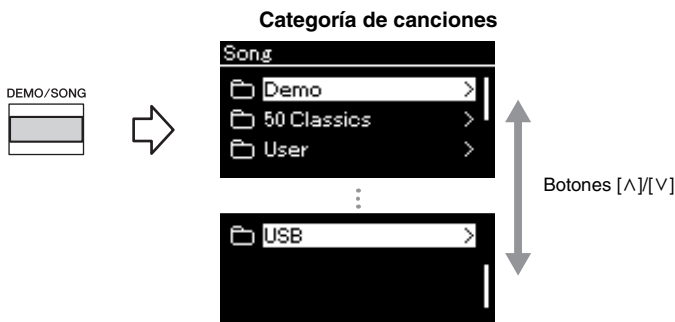 Categoría de canciones
DEMO/SONG
Song
Demo >
50 Classics >
User >
USB >
Botones [∧]/[∨]